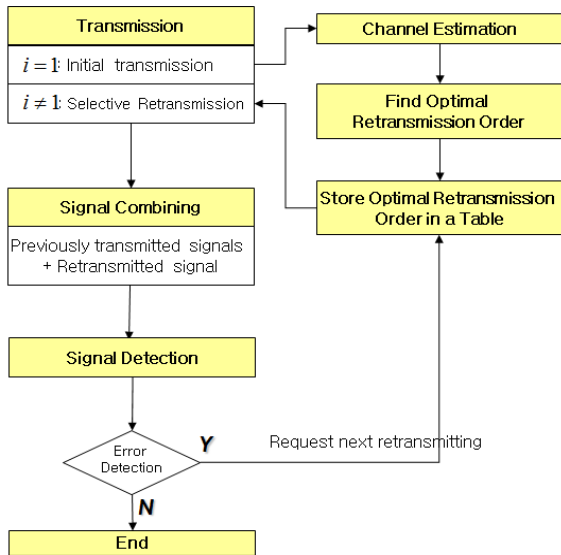 Transmission
i = 1: Initial transmission
i ≠ 1: Selective Retransmission
Channel Estimation
Find Optimal
Retransmission Order
Store Optimal Retransmission
Order in a Table
Signal Combining
Previously transmitted signals
+ Retransmitted signal
Signal Detection
Error
Detection
Y
Request next retransmitting
N
End